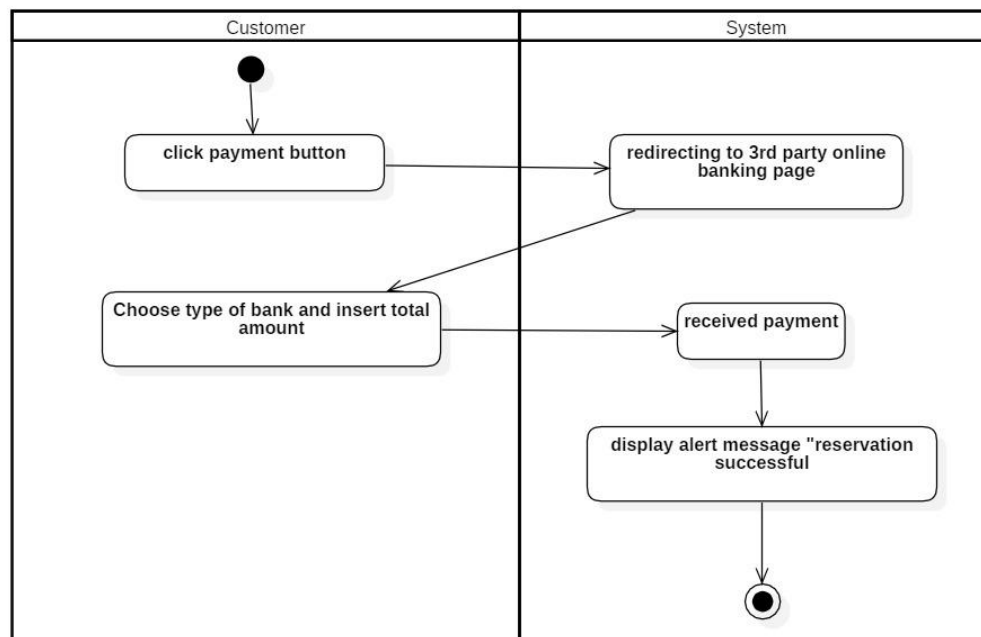 Customer
System
click payment button
redirecting to 3rd party online
banking page
Choose type of bank and insert total
amount
received payment
display alert message "reservation
successful